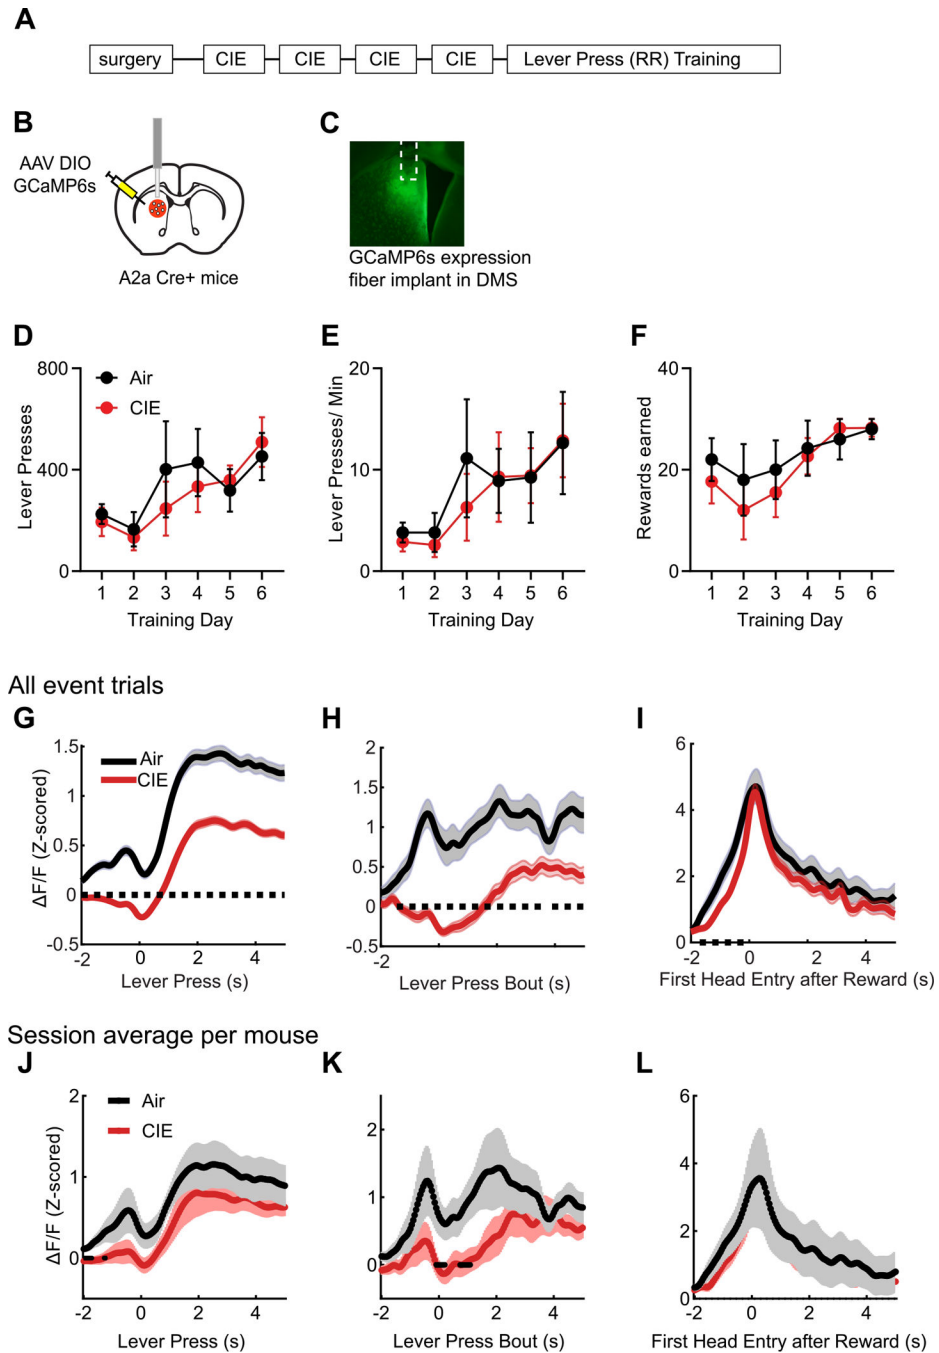 A
surgery
CIE
CIE
CIE
CIE
Lever Press (RR) Training
B
AAV DIO
GCaMP6s
A2a Cre+ mice
C
GCaMP6s expression
fiber implant in DMS
D
Lever Presses
800
400
0
Air
CIE
1 2 3 4 5 6
Training Day
E
Lever Presses/ Min
20
10
0
1 2 3 4 5 6
Training Day
F
Rewards earned
40
20
0
1 2 3 4 5 6
Training Day
All event trials
G
ΔF/F (Z-scored)
1.5
1
0.5
0
-0.5
Air
CIE
-2 0 2 4
Lever Press (s)
H
2
1.5
1
0.5
0
-0.5
-2
Lever Press Bout (s)
I
6
4
2
0
-2 0 2 4
First Head Entry after Reward (s)
Session average per mouse
J
ΔF/F (Z-scored)
2
1
0
Air
CIE
-2 0 2 4
Lever Press (s)
K
2
1
0
-2 0 2 4
Lever Press Bout (s)
L
6
4
2
0
-2 0 2 4
First Head Entry after Reward (s)